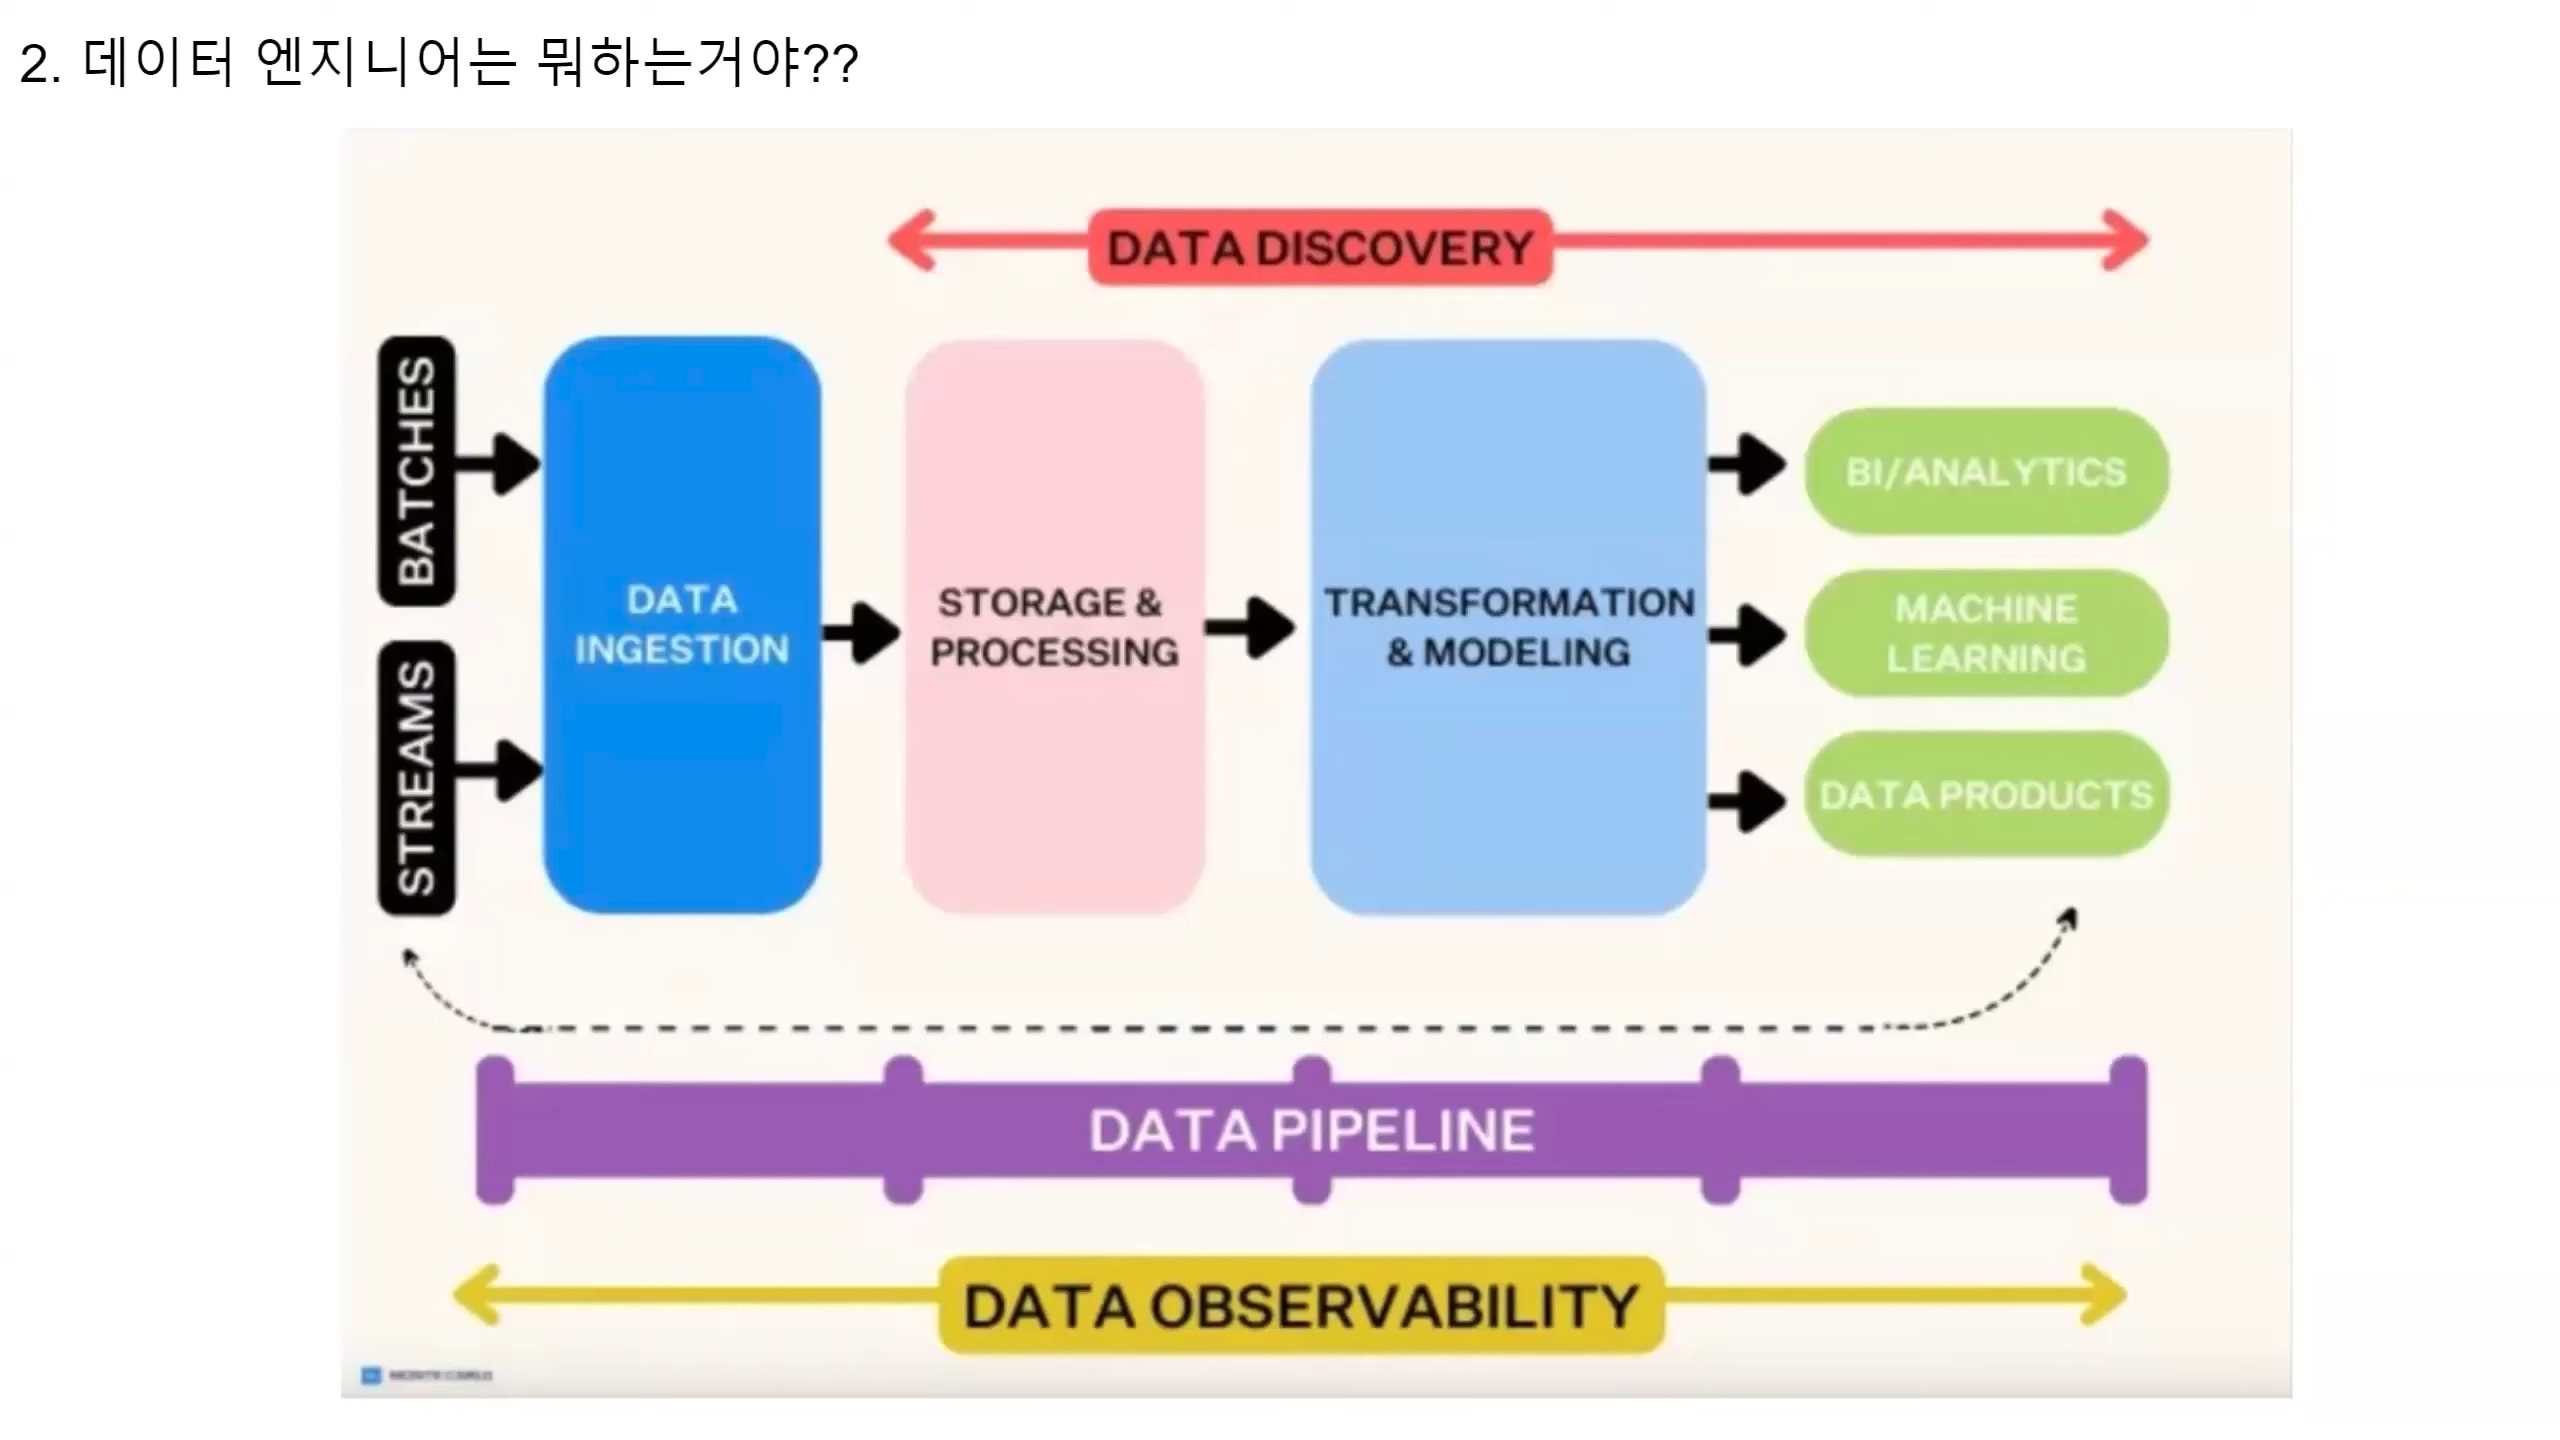 2. 데이터 엔지니어는 뭐하는거야??
DATA DISCOVERY
BATCHES
STREAMS
DATA
INGESTION
STORAGE &
PROCESSING
TRANSFORMATION
& MODELING
BI/ANALYTICS
MACHINE
LEARNING
DATA PRODUCTS
DATA PIPELINE
DATA OBSERVABILITY